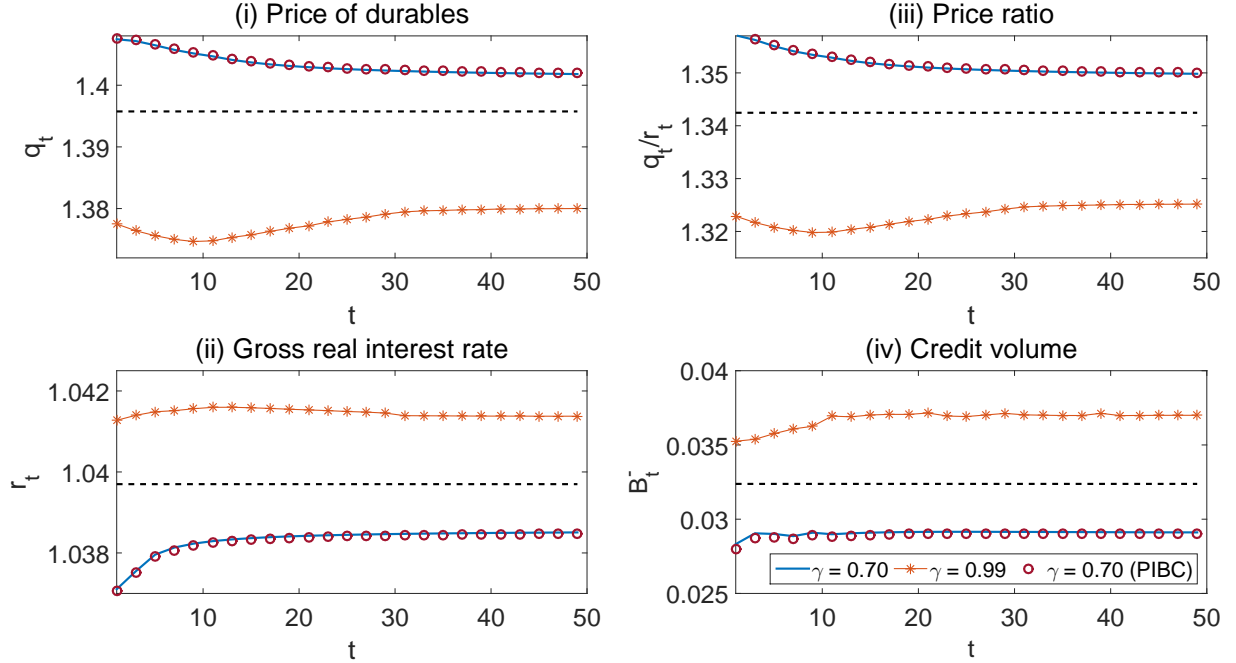 (i) Price of durables
1.4
1.39
1.38
q_t
10 20 30 40 50
t
(iii) Price ratio
1.35
1.34
1.33
1.32
q_t/r_t
10 20 30 40 50
t
(ii) Gross real interest rate
1.042
1.04
1.038
r_t
10 20 30 40 50
t
(iv) Credit volume
0.04
0.035
0.03
0.025
B_t^-
10 20 30 40 50
t
γ = 0.70 γ = 0.99 γ = 0.70 (PIBC)